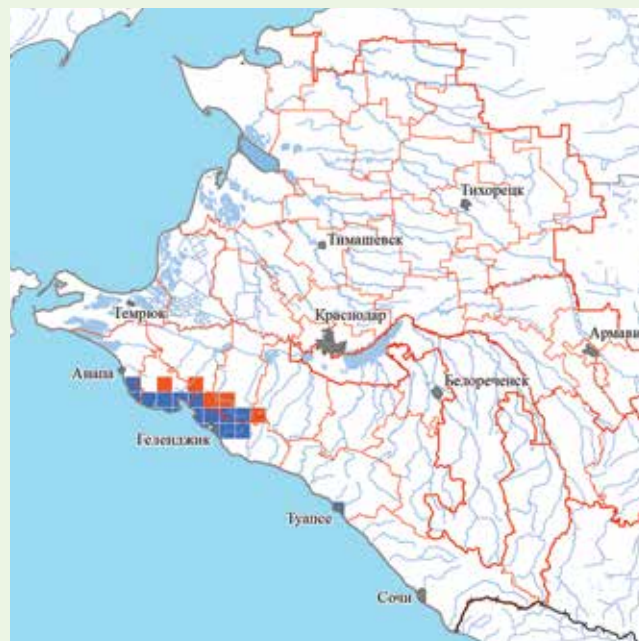 Тихорецк
Тимашевск
Темрюк
Краснодар
Армави
Анапа
Белореченск
Геленджик
Туапсе
Сочи